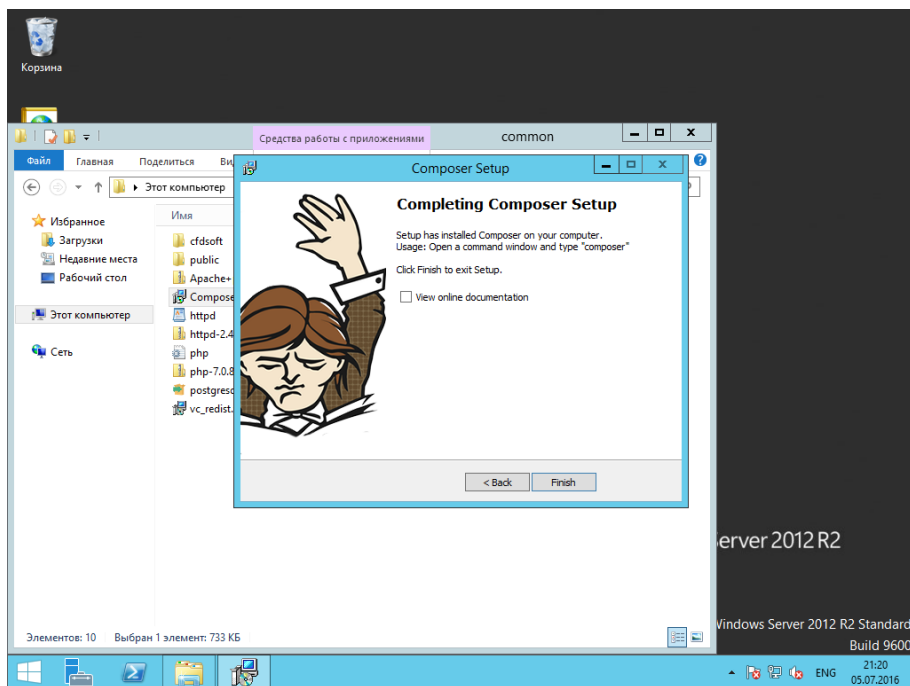 Корзина
Средства работы с приложениями
common
Файл
Главная
Поделиться
Этот компьютер
Composer Setup
Избранное
Загрузки
Недавние места
Рабочий стол
Этот компьютер
Сеть
Имя
cfdsoft
public
Apache+
Compose
httpd
httpd-2.4
php
php-7.0.8
postgresq
vc_redist.
Completing Composer Setup
Setup has installed Composer on your computer.
Usage: Open a command window and type "composer"
Click Finish to exit Setup.
View online documentation
< Back
Finish
Server 2012 R2
Элементов: 10
Выбран 1 элемент: 733 КБ
Windows Server 2012 R2 Standard
Build 9600
ENG
21:20
05.07.2016